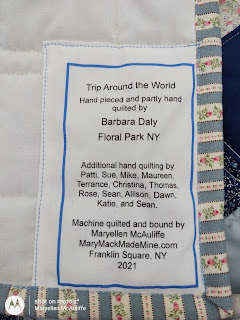 Trip Around the World
Hand pieced and partly hand
quilted by
Barbara Daly
Floral Park NY
Additional hand quilting by
Patti, Sue, Mike, Maureen,
Terrance, Christina, Thomas,
Rose, Sean, Allison, Dawn,
Katie, and Sean.
Machine quilted and bound by
Maryellen McAuliffe
MaryMackMadeMine.com
Franklin Square, NY
2021
shot on moto z⁴
Maryellen McAuliffe